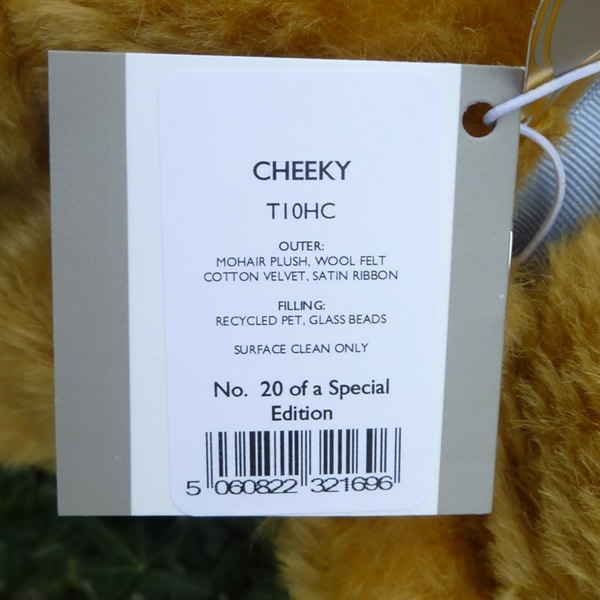 CHEEKY
T10HC
OUTER:
MOHAIR PLUSH, WOOL FELT
COTTON VELVET, SATIN RIBBON
FILLING:
RECYCLED PET, GLASS BEADS
SURFACE CLEAN ONLY
No. 20 of a Special
Edition
5 060822 321696